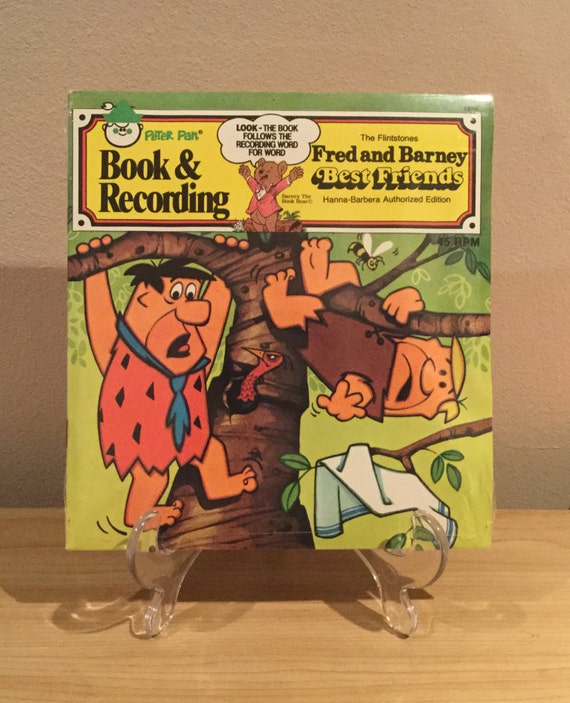 Peter Pan®
Book &
Recording
LOOK - THE BOOK
FOLLOWS THE
RECORDING WORD
FOR WORD
Barney The
Book Bear©
The Flintstones
Fred and Barney
Best Friends
Hanna-Barbera Authorized Edition
45 RPM